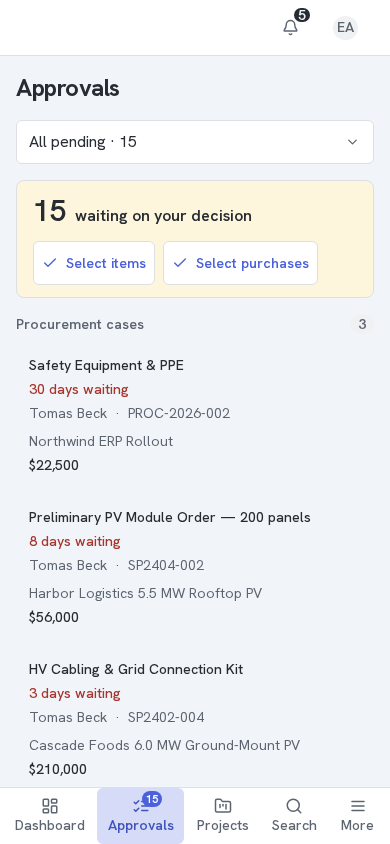 5
EA
Approvals
All pending · 15
15 waiting on your decision
Select items
Select purchases
Procurement cases
3
Safety Equipment & PPE
30 days waiting
Tomas Beck · PROC-2026-002
Northwind ERP Rollout
$22,500
Preliminary PV Module Order — 200 panels
8 days waiting
Tomas Beck · SP2404-002
Harbor Logistics 5.5 MW Rooftop PV
$56,000
HV Cabling & Grid Connection Kit
3 days waiting
Tomas Beck · SP2402-004
Cascade Foods 6.0 MW Ground-Mount PV
$210,000
15
Dashboard
Approvals
Projects
Search
More